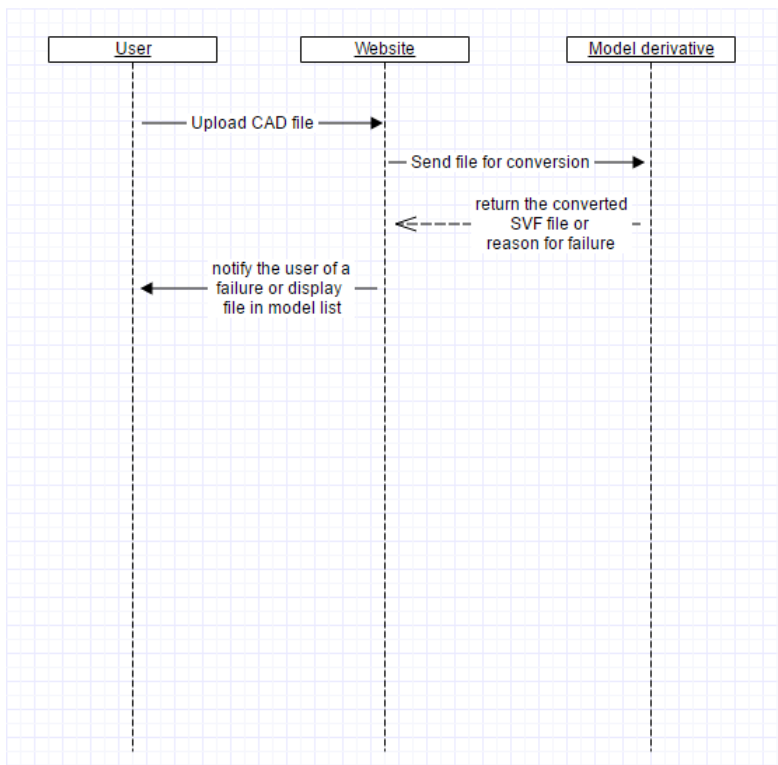 User
Website
Model derivative
Upload CAD file
Send file for conversion
return the converted
SVF file or
reason for failure
notify the user of a
failure or display
file in model list